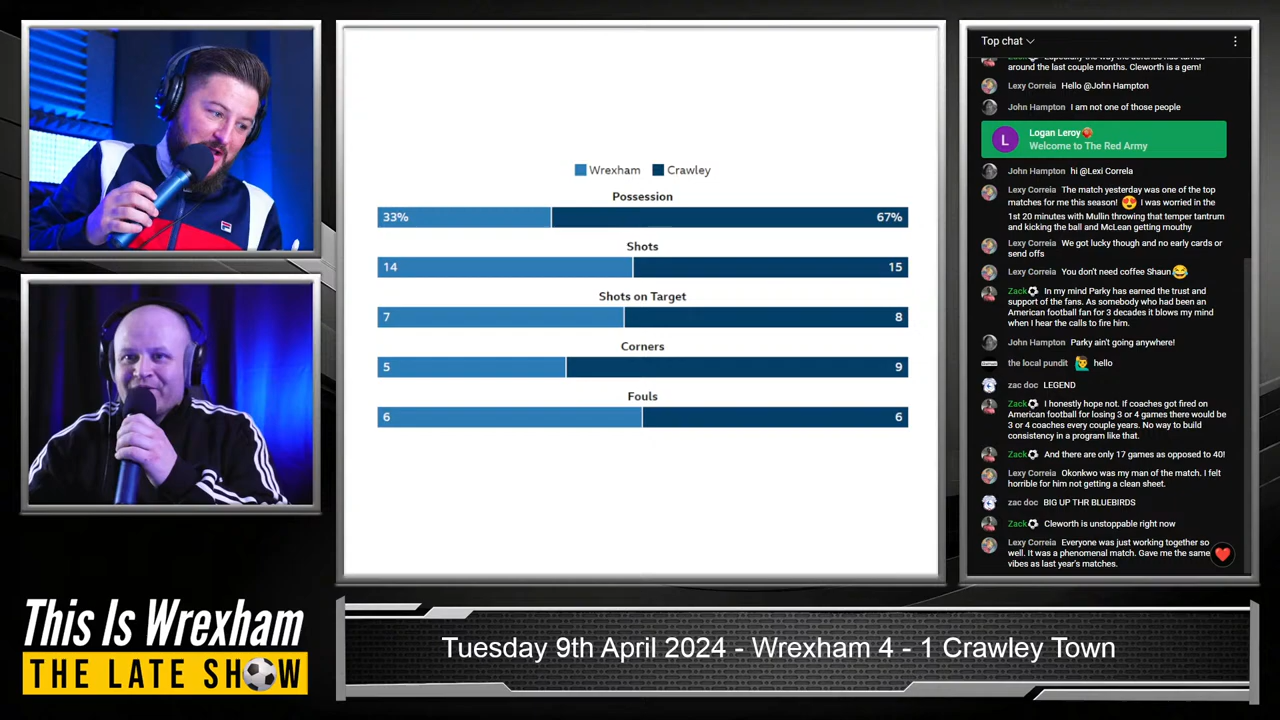 Wrexham Crawley
Possession
33% 67%
Shots
14 15
Shots on Target
7 8
Corners
5 9
Fouls
6 6
Top chat
around the last couple months. Cleworth is a gem!
Lexy Correia Hello @John Hampton
John Hampton I am not one of those people
L
Logan Leroy
Welcome to The Red Army
John Hampton hi @Lexi Correla
Lexy Correia The match yesterday was one of the top
matches for me this season! 😍 I was worried in the
1st 20 minutes with Mullin throwing that temper tantrum
and kicking the ball and McLean getting mouthy
Lexy Correia We got lucky though and no early cards or
send offs
Lexy Correia You don't need coffee Shaun😂
Zack⚽ In my mind Parky has earned the trust and
support of the fans. As somebody who had been an
American football fan for 3 decades it blows my mind
when I hear the calls to fire him.
John Hampton Parky ain't going anywhere!
the local pundit 🙋‍♂️ hello
zac doc LEGEND
Zack⚽ I honestly hope not. If coaches got fired on
American football for losing 3 or 4 games there would be
3 or 4 coaches every couple years. No way to build
consistency in a program like that.
Zack⚽ And there are only 17 games as opposed to 40!
Lexy Correia Okonkwo was my man of the match. I felt
horrible for him not getting a clean sheet.
zac doc BIG UP THR BLUEBIRDS
Zack⚽ Cleworth is unstoppable right now
Lexy Correia Everyone was just working together so
well. It was a phenomenal match. Gave me the same
vibes as last year's matches.
FILA
This Is Wrexham
THE LATE SHOW
Tuesday 9th April 2024 - Wrexham 4 - 1 Crawley Town